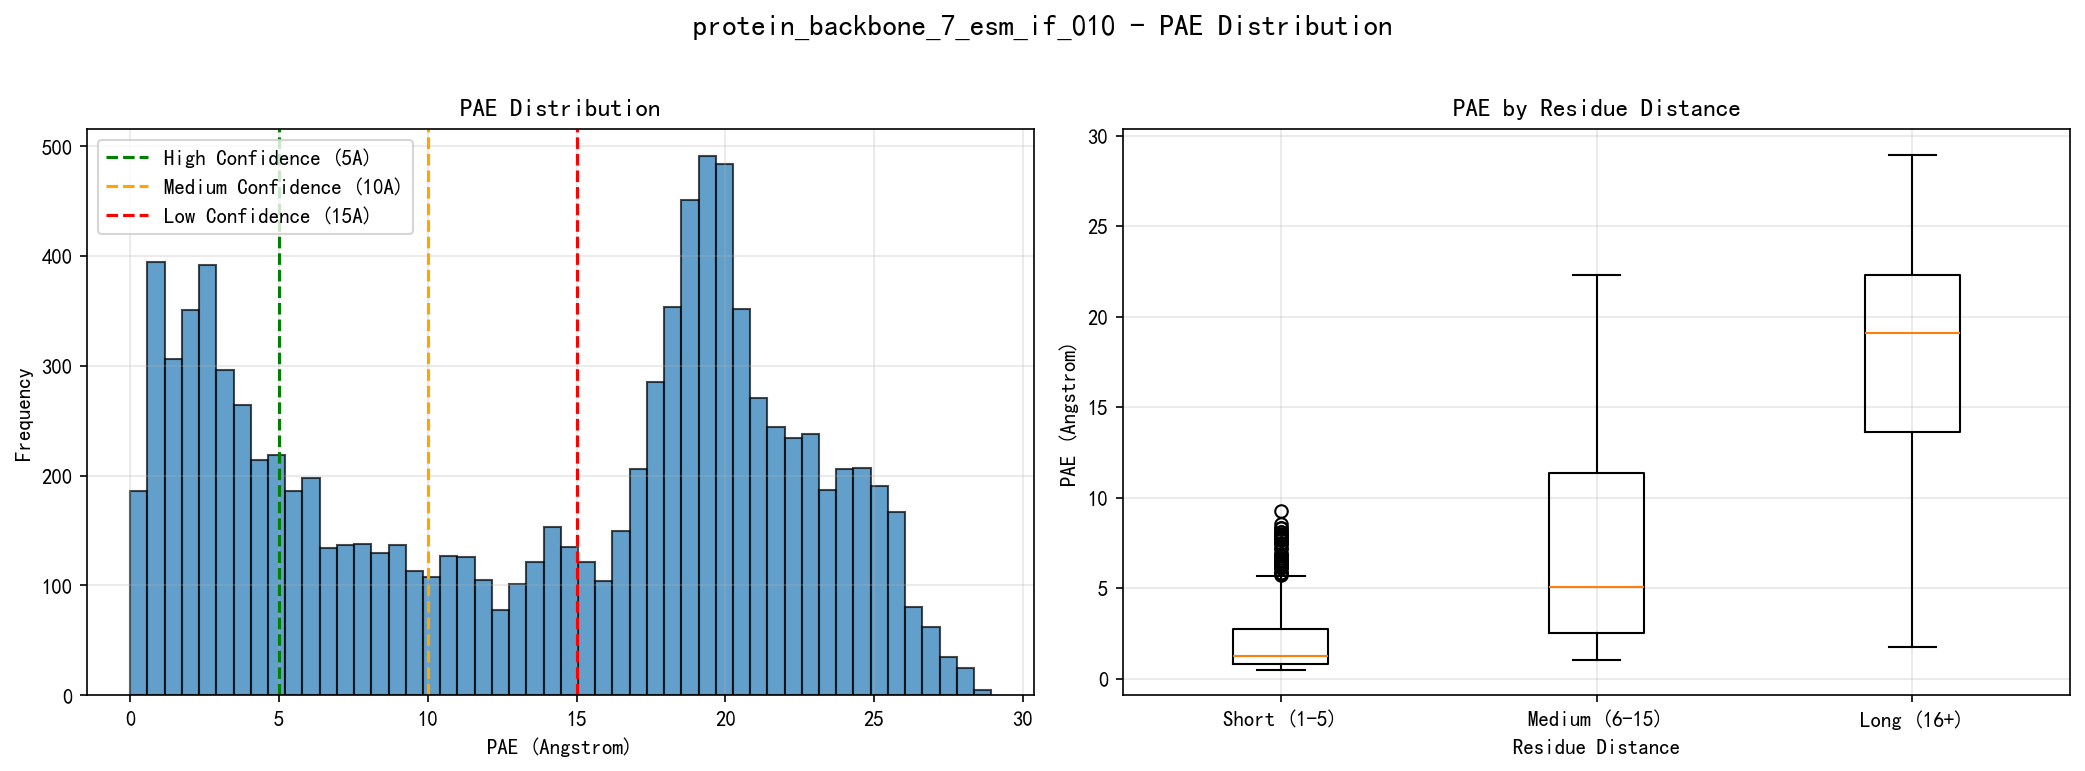 protein_backbone_7_esm_if_010 - PAE Distribution
PAE Distribution
High Confidence (5A)
Medium Confidence (10A)
Low Confidence (15A)
500
400
300
200
100
0
Frequency
0 5 10 15 20 25 30
PAE (Angstrom)
PAE by Residue Distance
30
25
20
15
10
5
0
PAE (Angstrom)
Short (1-5) Medium (6-15) Long (16+)
Residue Distance